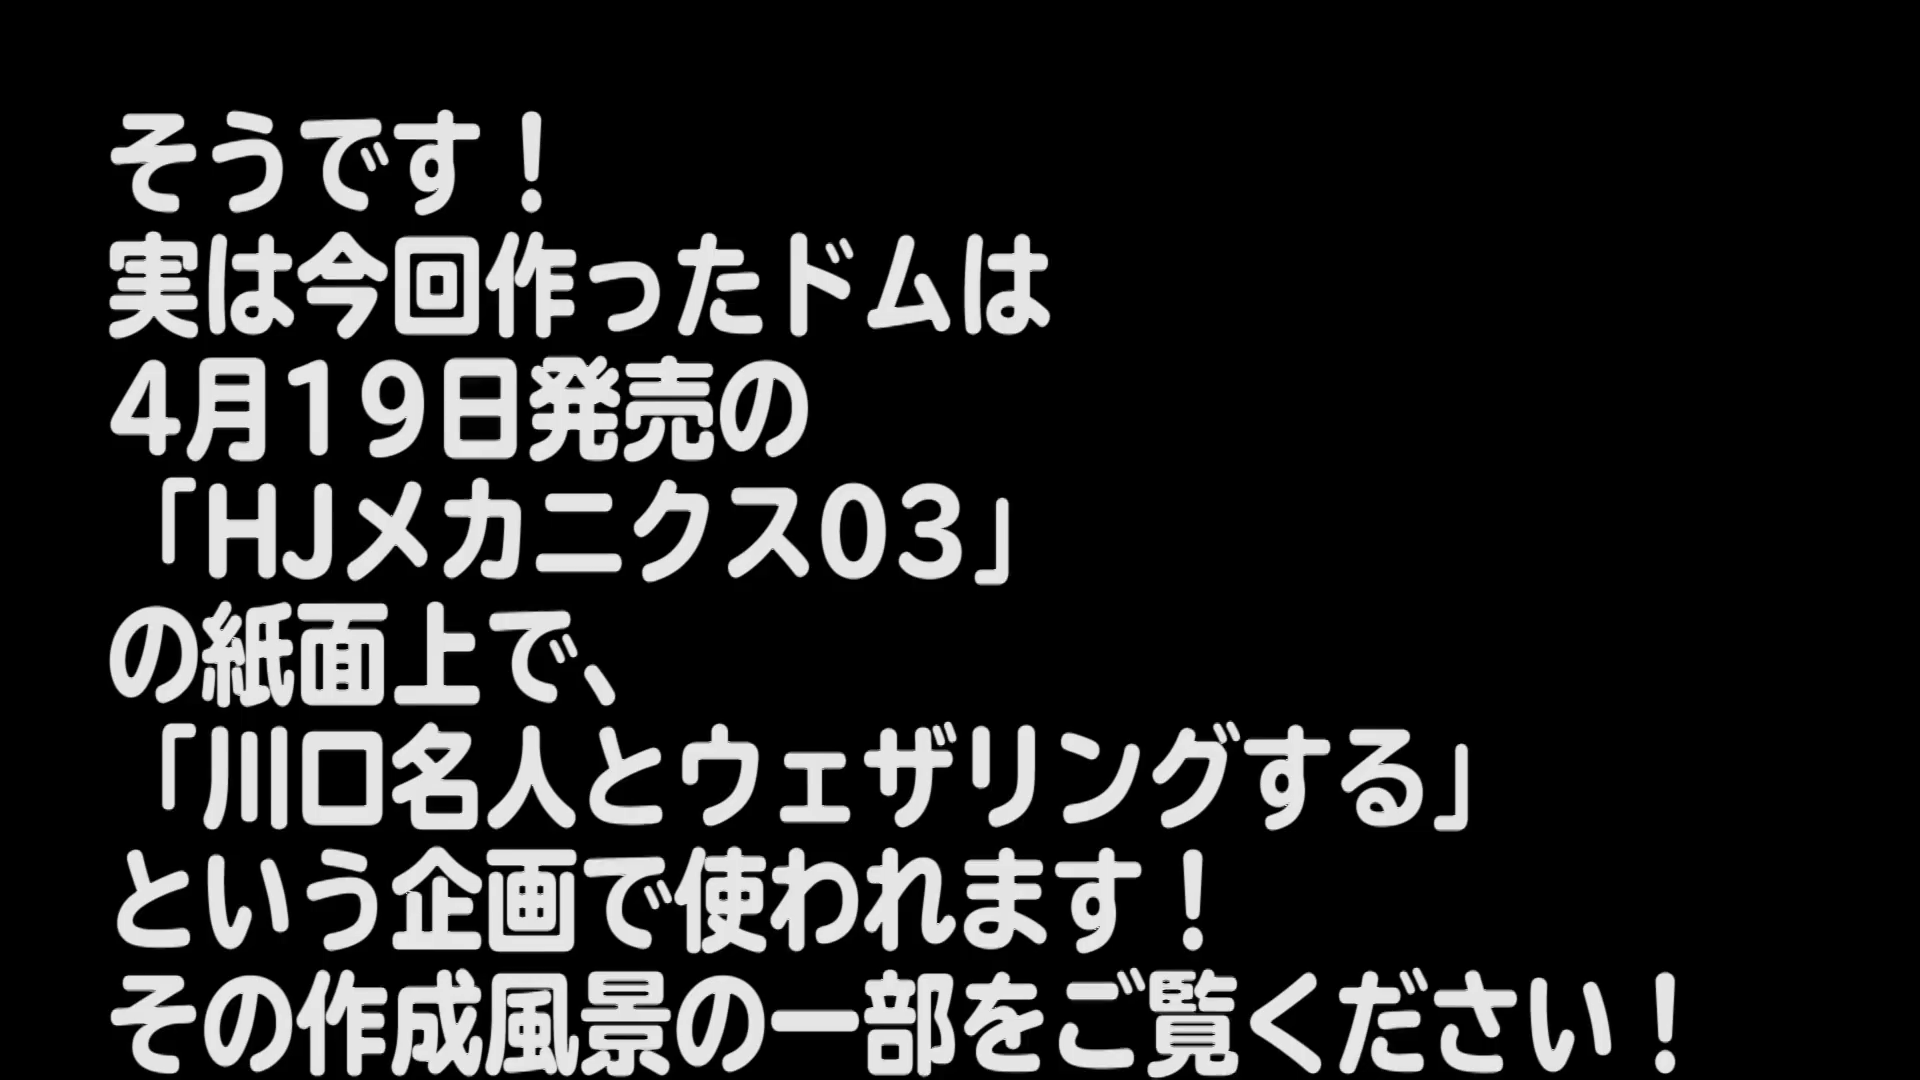 そうです！
実は今回作ったドムは
４月１９日発売の
「HJメカニクス０３」
の紙面上で、
「川口名人とウェザリングする」
という企画で使われます！
その作成風景の一部をご覧ください！